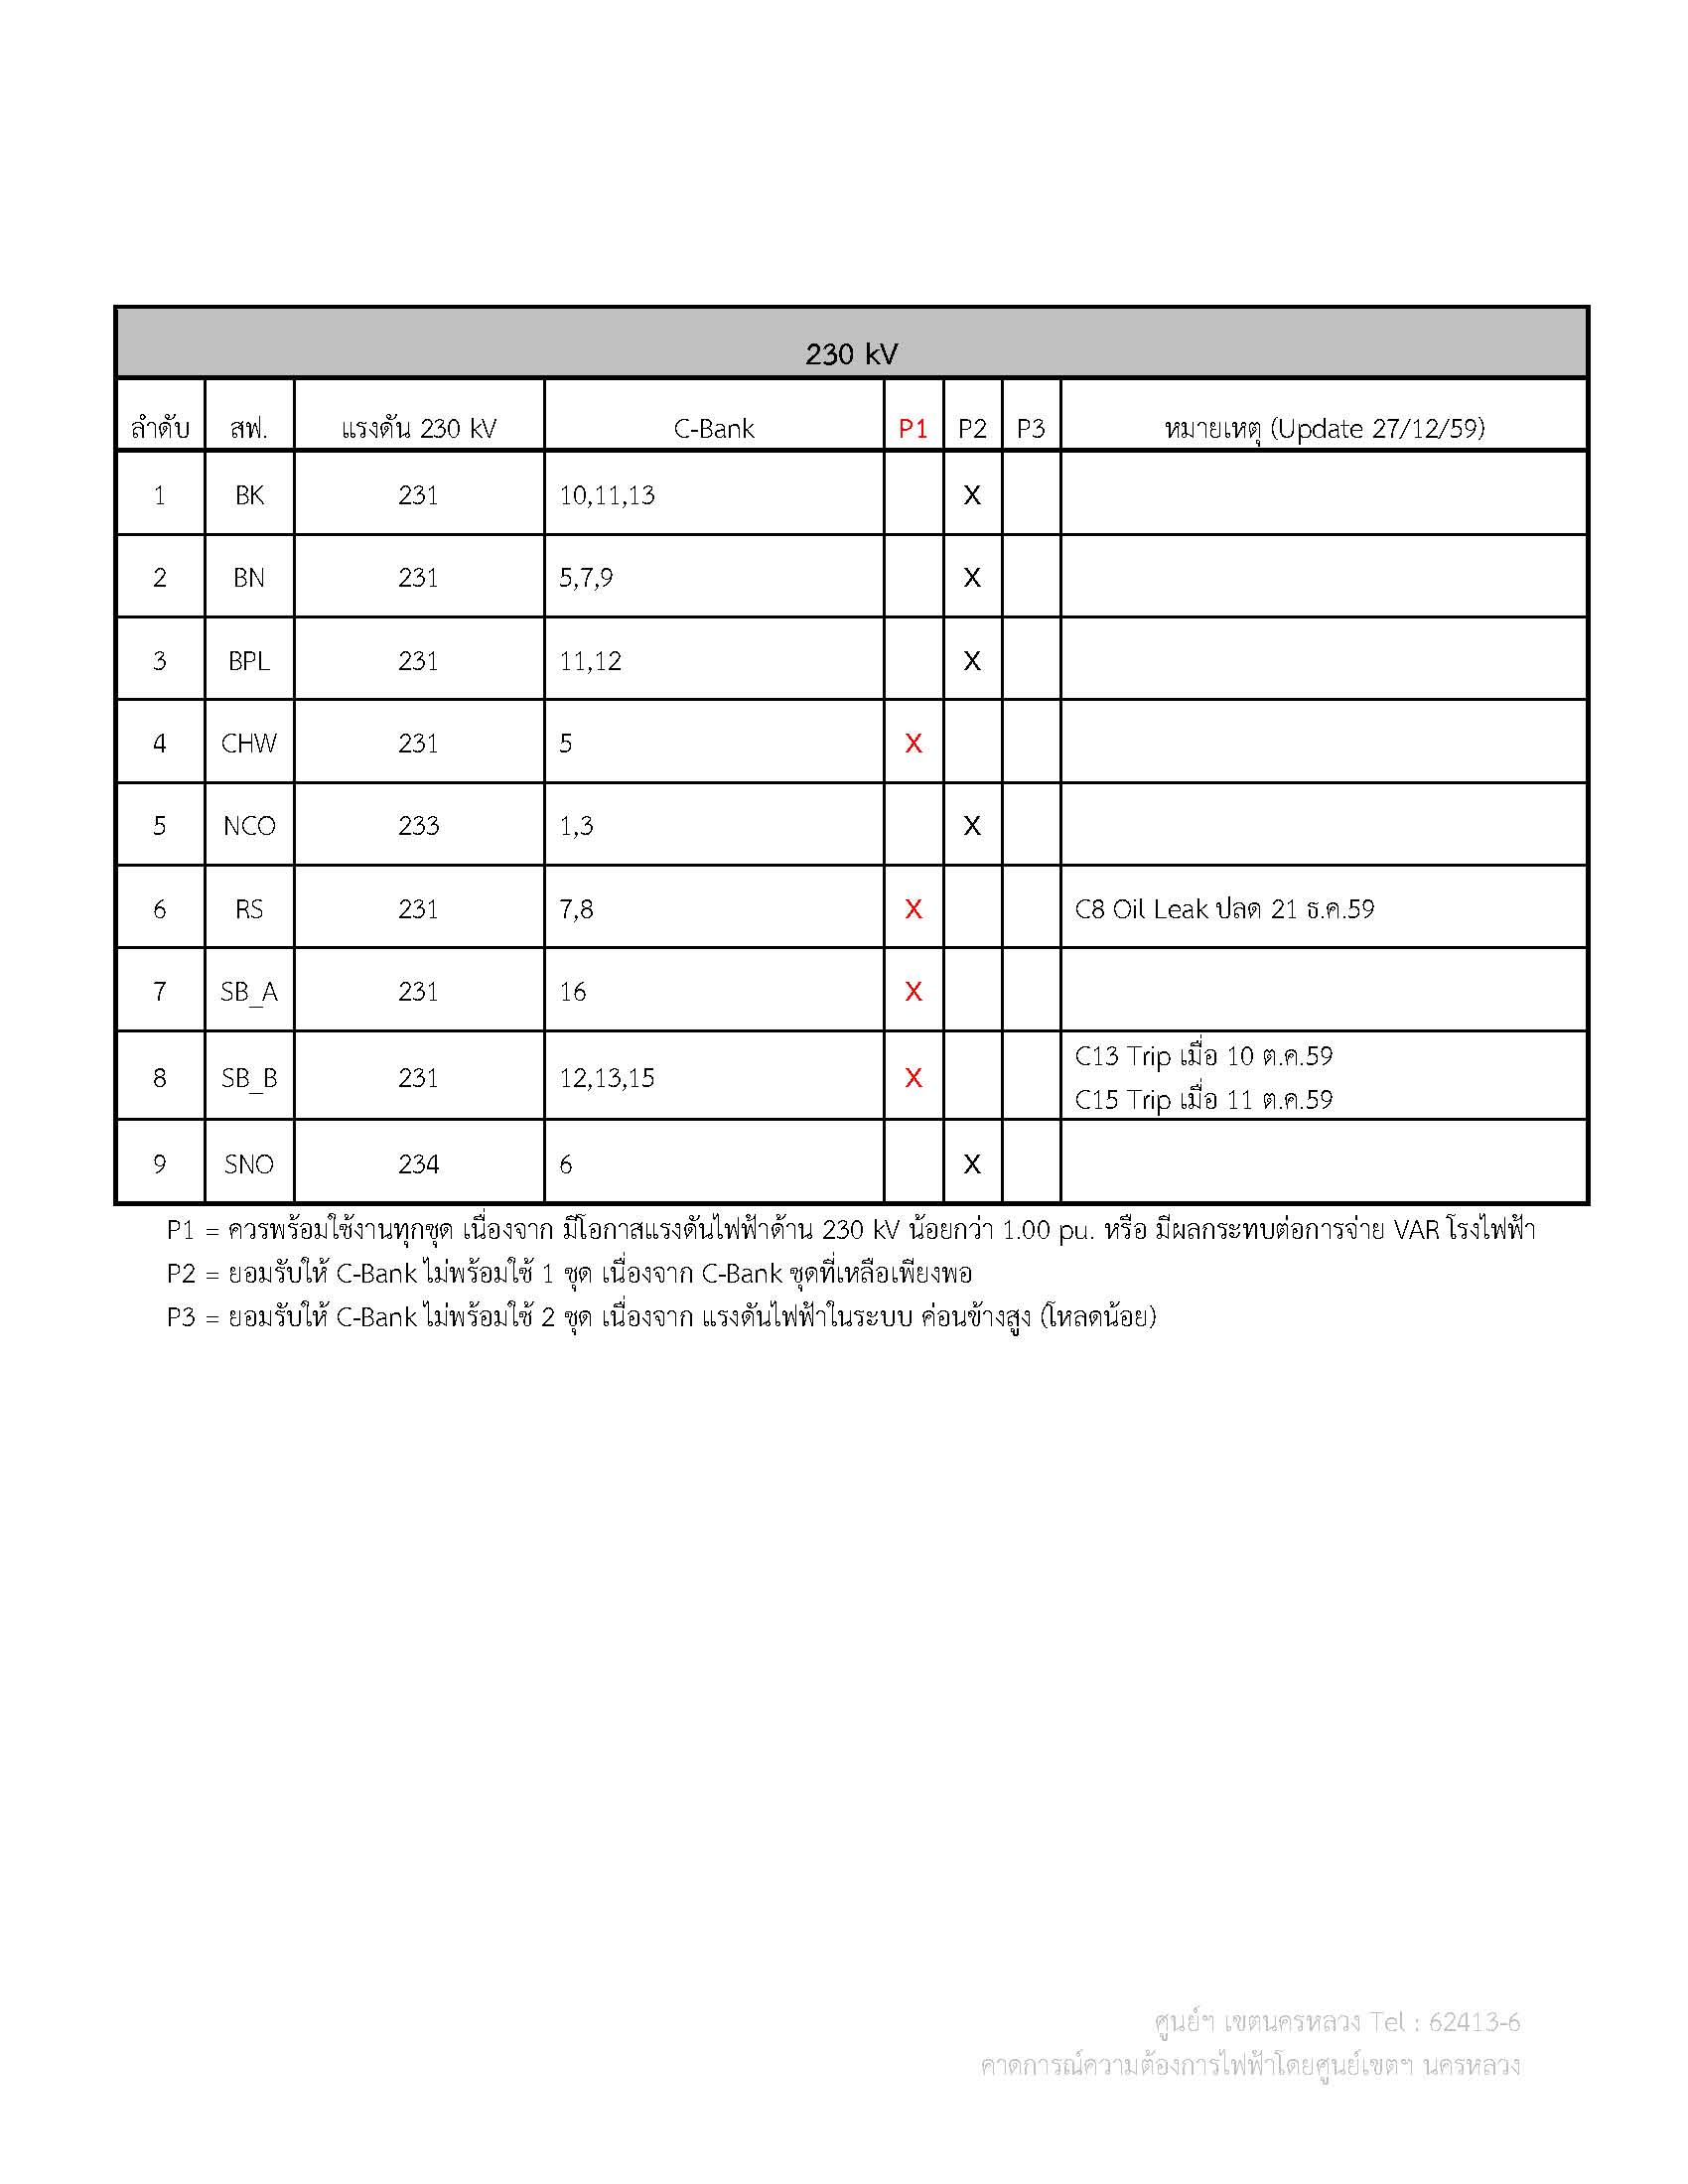 230 kV
ลำดับ สฟ. แรงดัน 230 kV C-Bank P1 P2 P3 หมายเหตุ (Update 27/12/59)
1 BK 231 10,11,13 X
2 BN 231 5,7,9 X
3 BPL 231 11,12 X
4 CHW 231 5 X
5 NCO 233 1,3 X
6 RS 231 7,8 X C8 Oil Leak ปลด 21 ธ.ค.59
7 SB_A 231 16 X
8 SB_B 231 12,13,15 X C13 Trip เมื่อ 10 ต.ค.59
C15 Trip เมื่อ 11 ต.ค.59
9 SNO 234 6 X
P1 = ควรพร้อมใช้งานทุกชุด เนื่องจาก มีโอกาสแรงดันไฟฟ้าด้าน 230 kV น้อยกว่า 1.00 pu. หรือ มีผลกระทบต่อการจ่าย VAR โรงไฟฟ้า
P2 = ยอมรับให้ C-Bank ไม่พร้อมใช้ 1 ชุด เนื่องจาก C-Bank ชุดที่เหลือเพียงพอ
P3 = ยอมรับให้ C-Bank ไม่พร้อมใช้ 2 ชุด เนื่องจาก แรงดันไฟฟ้าในระบบ ค่อนข้างสูง (โหลดน้อย)
ศูนย์ฯ เขตนครหลวง Tel : 62413-6
คาดการณ์ความต้องการไฟฟ้าโดยศูนย์เขตฯ นครหลวง